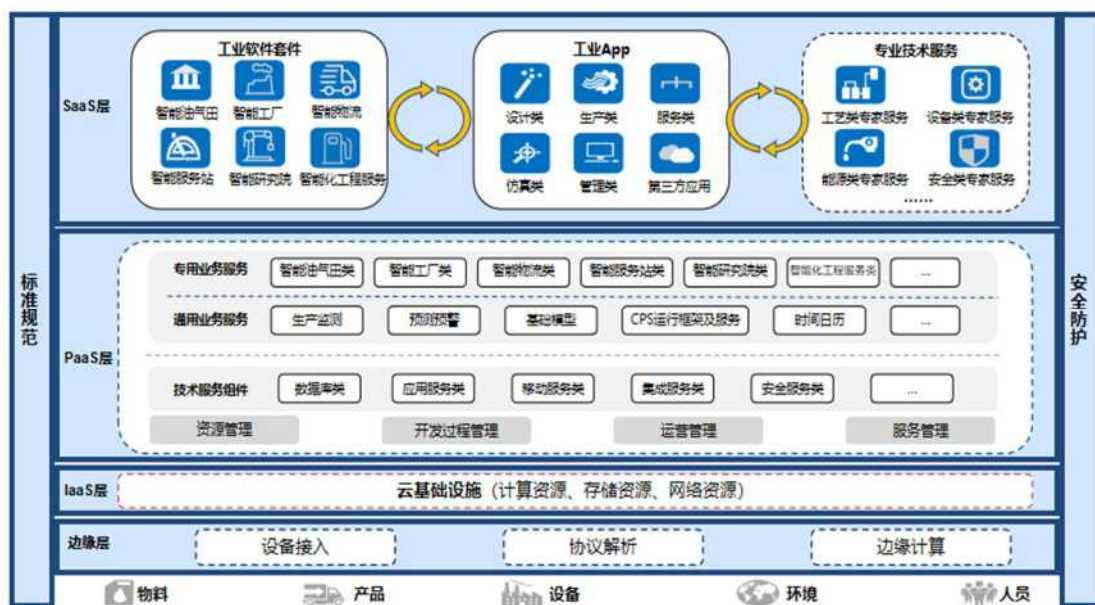 标准规范
安全防护
SaaS层
工业软件套件
智能油气田 智能工厂 智能物流
智能服务站 智能研究院 智能化工程服务
工业App
设计类 生产类 服务类
仿真类 管理类 第三方应用
专业技术服务
工艺类专家服务 设备类专家服务
能源类专家服务 安全类专家服务
……
PaaS层
专用业务服务 智能油气田类 智能工厂类 智能物流类 智能服务站类 智能研究院类 智能化工程服务类 ...
通用业务服务 生产监测 预测预警 基础模型 CPS运行框架及服务 时间日历 ...
技术服务组件 数据库类 应用服务类 移动服务类 集成服务类 安全服务类 ...
资源管理 开发过程管理 运营管理 服务管理
IaaS层 云基础设施（计算资源、存储资源、网络资源）
边缘层 设备接入 协议解析 边缘计算
物料 产品 设备 环境 人员